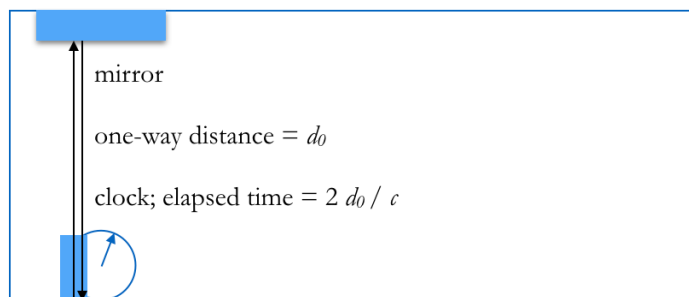 mirror
one-way distance = d₀
clock; elapsed time = 2 d₀ / c